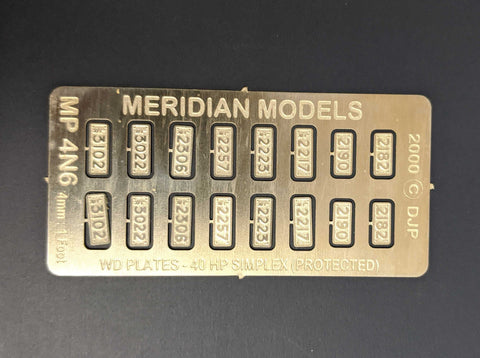 MERIDIAN MODELS
MP 4N6
4mm : 1 Foot
3102 3022 2306 2257 2223 2217 2190 2182
3102 3022 2306 2257 2223 2217 2190 2182
WD PLATES - 40 HP SIMPLEX (PROTECTED)
2000 © DJP